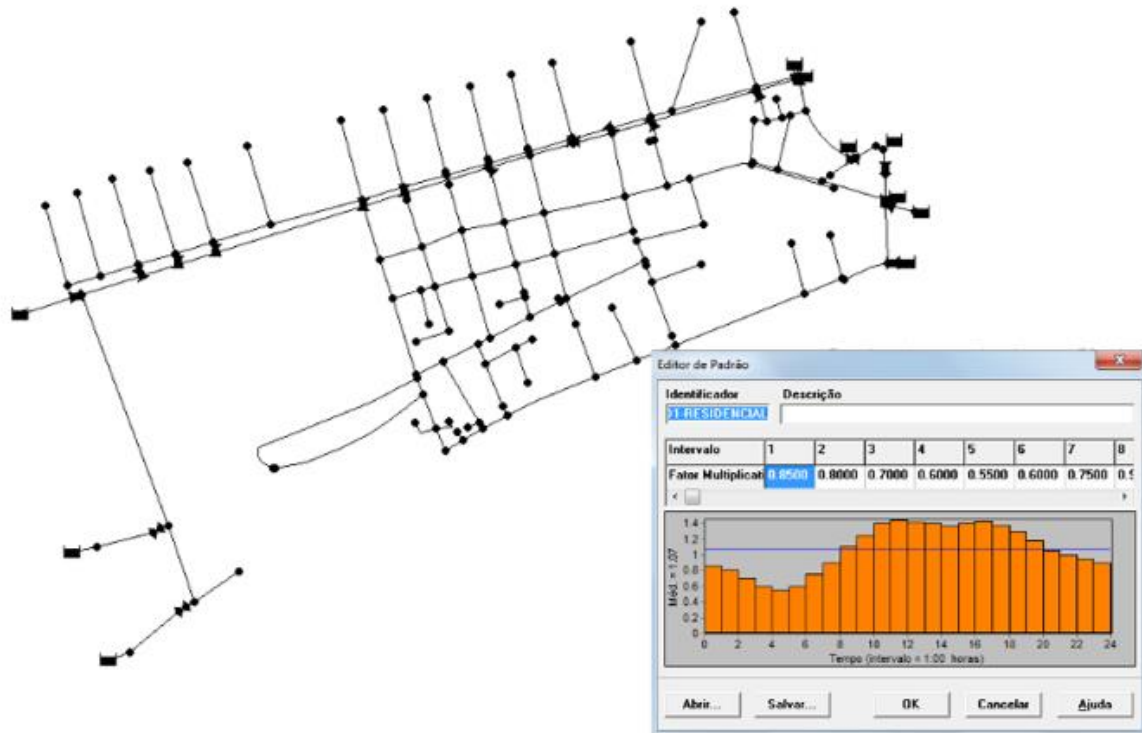 Editor de Padrão
Identificador Descrição
)1-RESIDENCIAL
Intervalo 1 2 3 4 5 6 7 8
Fator Multiplicati 0.8500 0.8000 0.7000 0.6000 0.5500 0.6000 0.7500 0.9
1.4
1.2
1
0.8
0.6
0.4
0.2
0
Méd. = 1,07
0 2 4 6 8 10 12 14 16 18 20 22 24
Tempo (intervalo = 1:00 horas)
Abrir... Salvar... OK Cancelar Ajuda